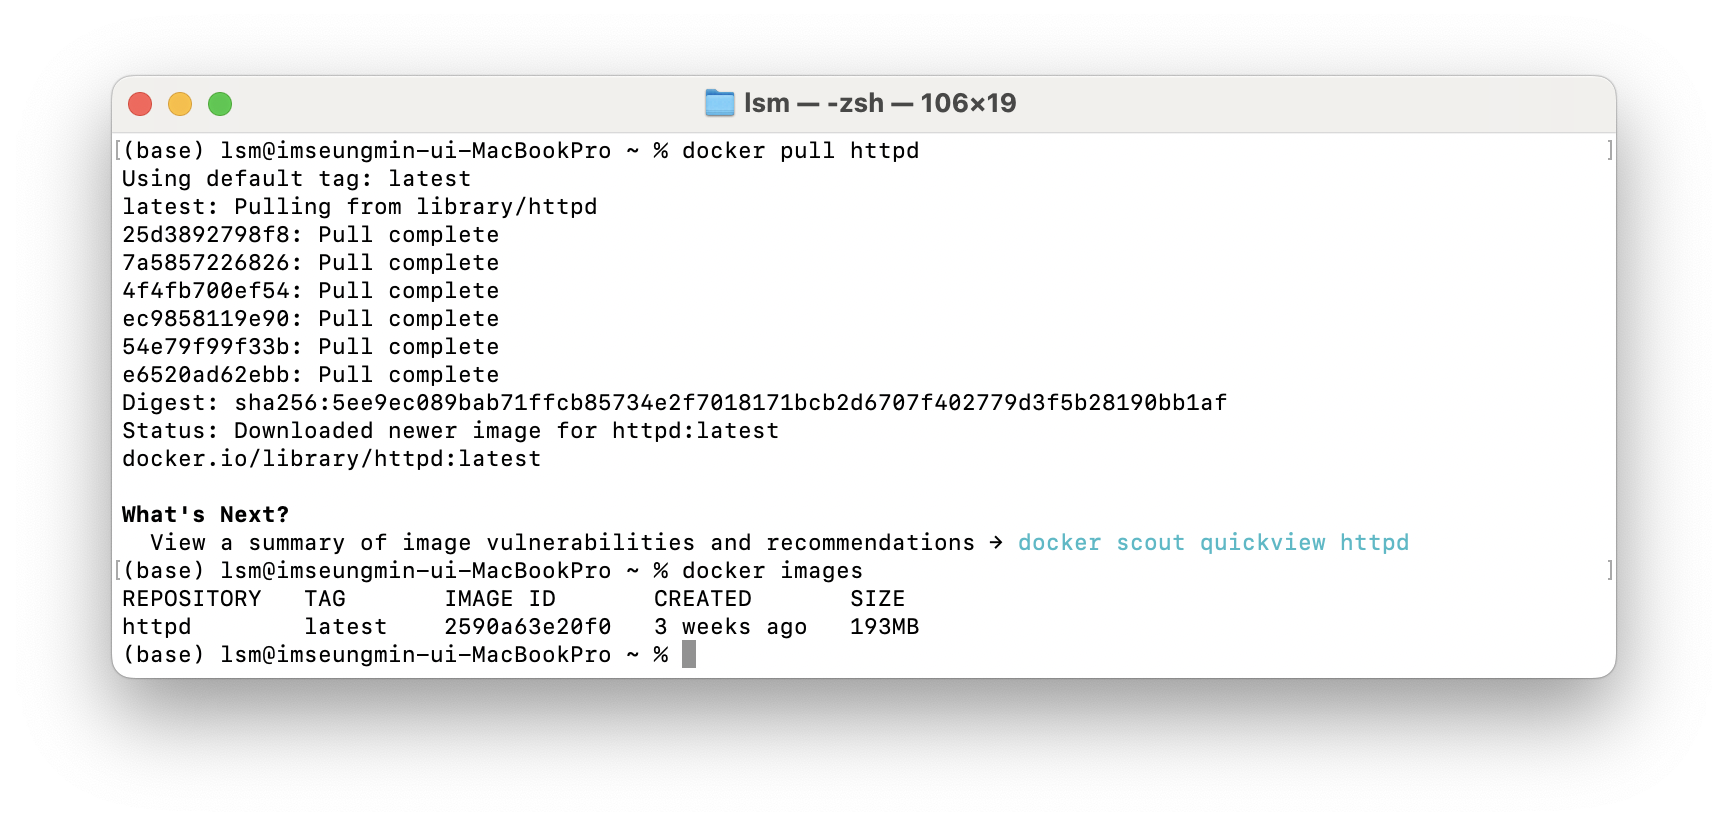 lsm — -zsh — 106×19
(base) lsm@imseungmin-ui-MacBookPro ~ % docker pull httpd
Using default tag: latest
latest: Pulling from library/httpd
25d3892798f8: Pull complete
7a5857226826: Pull complete
4f4fb700ef54: Pull complete
ec9858119e90: Pull complete
54e79f99f33b: Pull complete
e6520ad62ebb: Pull complete
Digest: sha256:5ee9ec089bab71ffcb85734e2f7018171bcb2d6707f402779d3f5b28190bb1af
Status: Downloaded newer image for httpd:latest
docker.io/library/httpd:latest
What's Next?
  View a summary of image vulnerabilities and recommendations → docker scout quickview httpd
(base) lsm@imseungmin-ui-MacBookPro ~ % docker images
REPOSITORY   TAG       IMAGE ID       CREATED       SIZE
httpd        latest    2590a63e20f0   3 weeks ago   193MB
(base) lsm@imseungmin-ui-MacBookPro ~ %